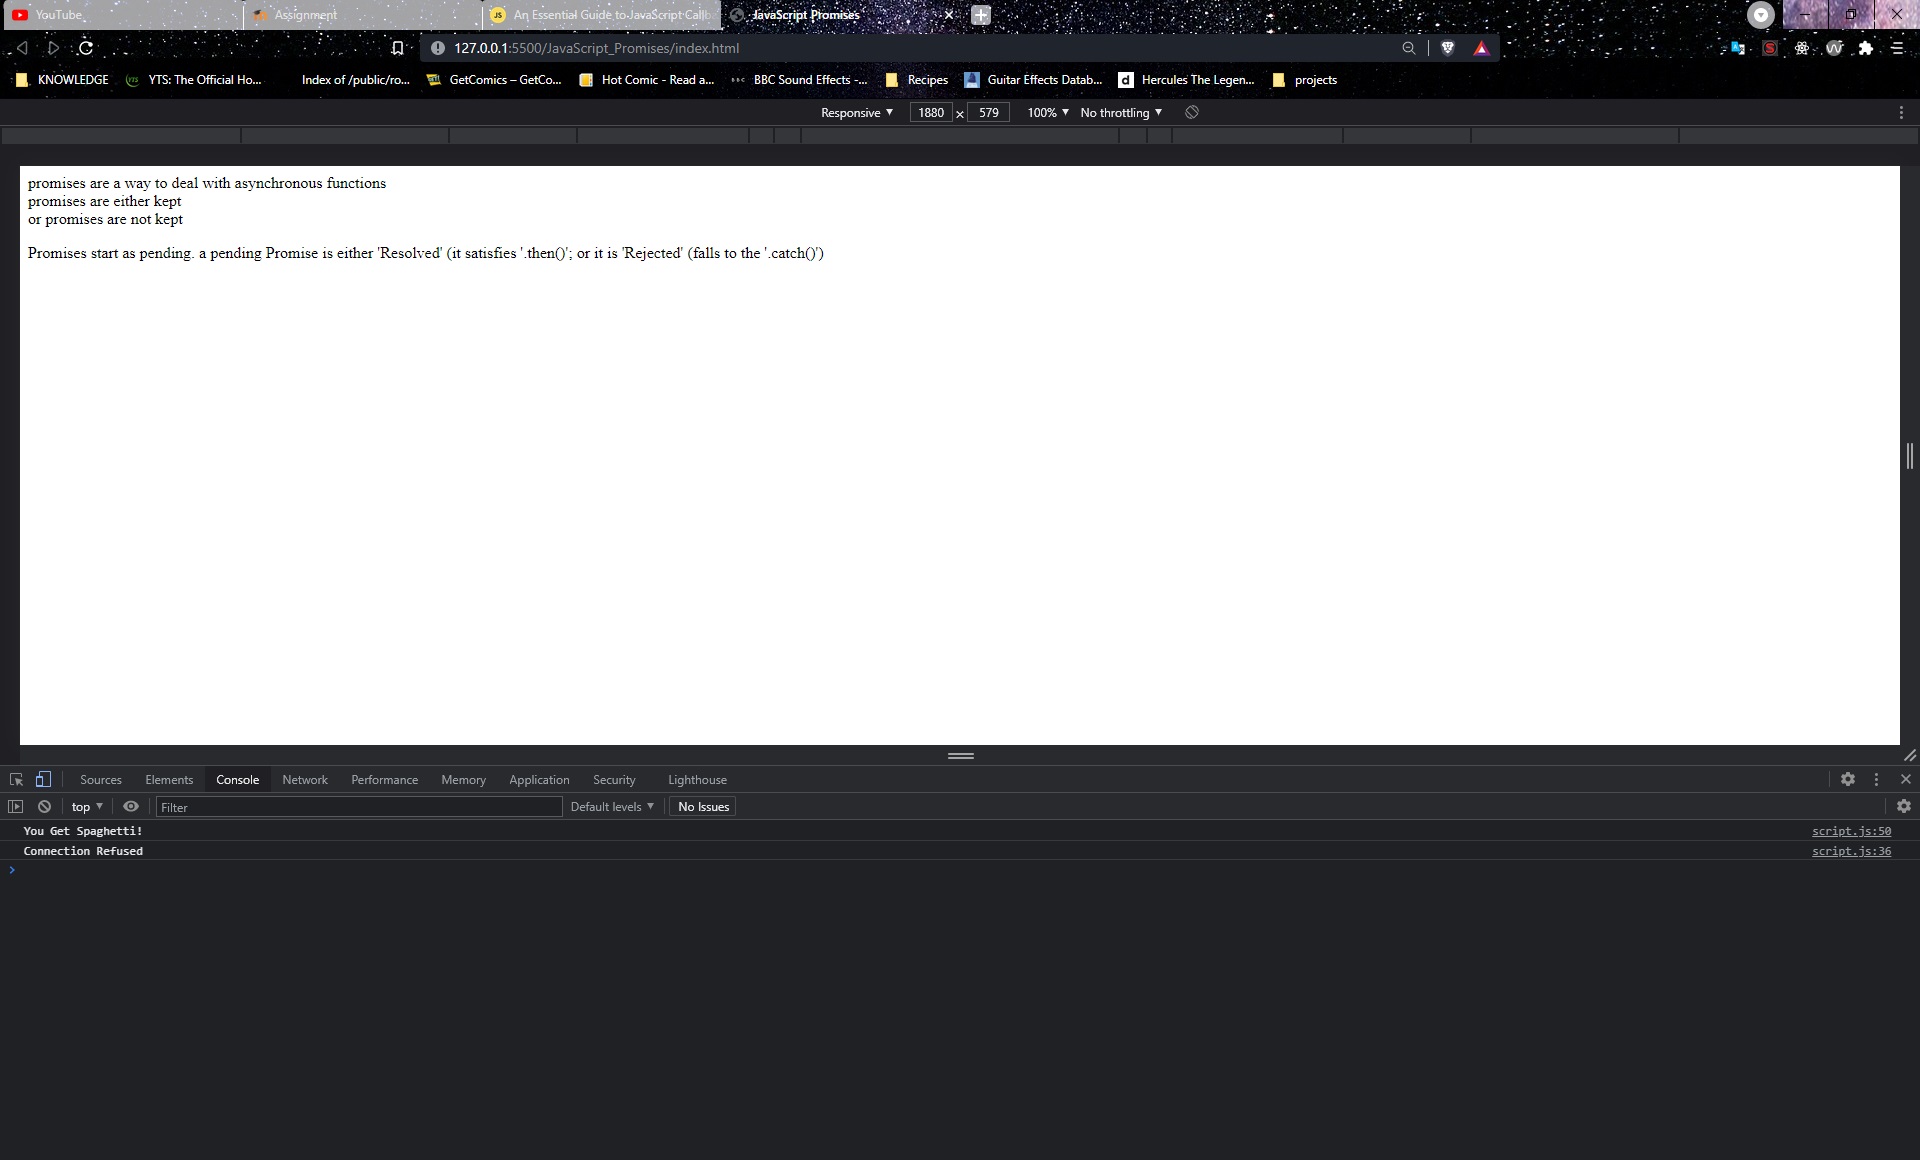 YouTube
Assignment
An Essential Guide to JavaScript Callb
JavaScript Promises
127.0.0.1:5500/JavaScript_Promises/index.html
KNOWLEDGE
YTS: The Official Ho...
Index of /public/ro...
GetComics – GetCo...
Hot Comic - Read a...
BBC Sound Effects -...
Recipes
Guitar Effects Datab...
Hercules The Legen...
projects
Responsive
1880 x 579
100%
No throttling
promises are a way to deal with asynchronous functions
promises are either kept
or promises are not kept
Promises start as pending. a pending Promise is either 'Resolved' (it satisfies '.then()'; or it is 'Rejected' (falls to the '.catch()')
Sources Elements Console Network Performance Memory Application Security Lighthouse
top Filter Default levels No Issues
You Get Spaghetti! script.js:50
Connection Refused script.js:36